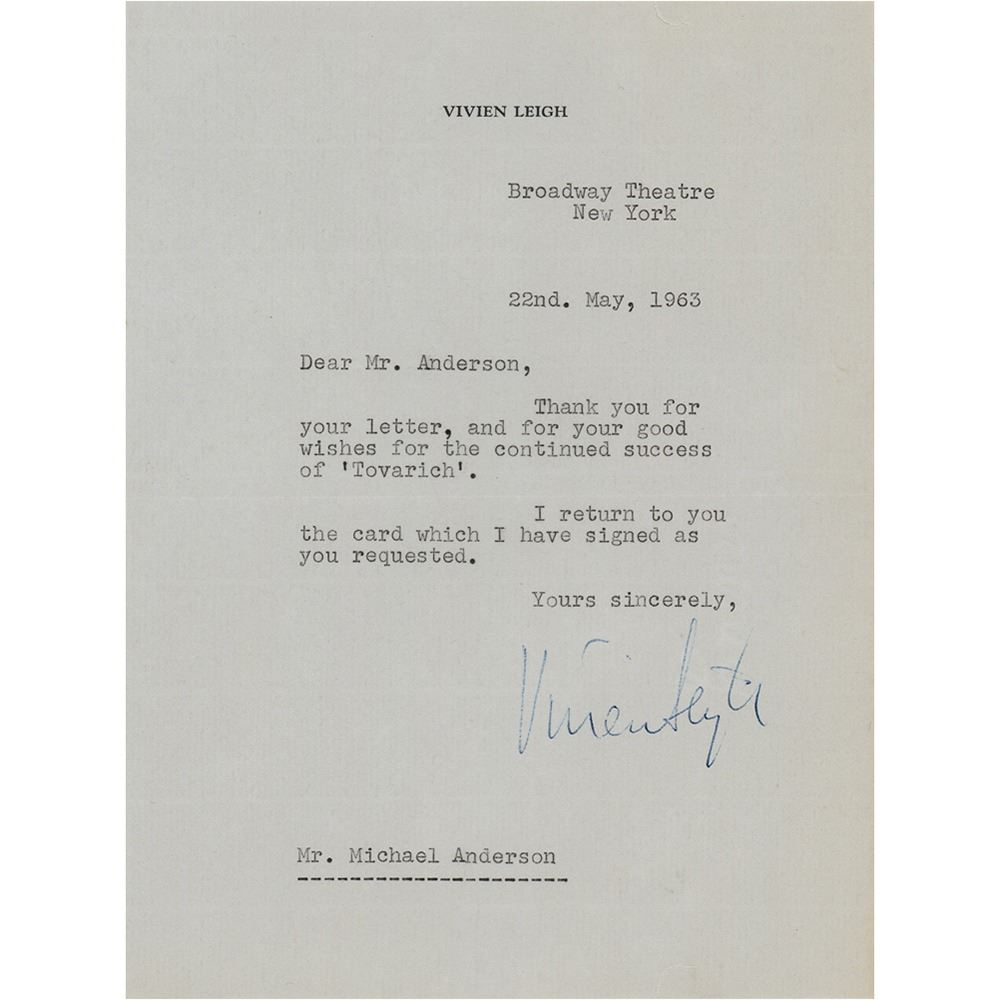 VIVIEN LEIGH
Broadway Theatre
New York
22nd. May, 1963
Dear Mr. Anderson,
Thank you for
your letter, and for your good
wishes for the continued success
of 'Tovarich'.
I return to you
the card which I have signed as
you requested.
Yours sincerely,
Vivien Leigh
Mr. Michael Anderson